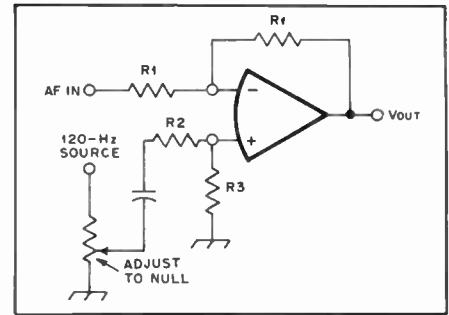 R1
Rf
AF IN
−
+
VOUT
R2
120-Hz
SOURCE
R3
ADJUST
TO NULL